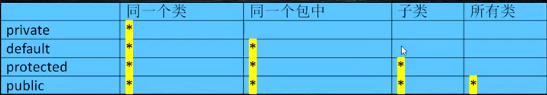 同一个类 同一个包中 子类 所有类
private *
default * *
protected * * *
public * * * *